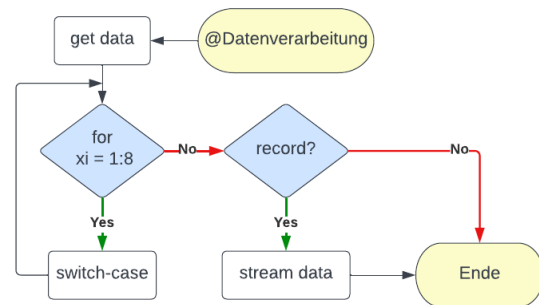 get data
@Datenverarbeitung
for
xi = 1:8
No
record?
No
Yes
Yes
switch-case
stream data
Ende